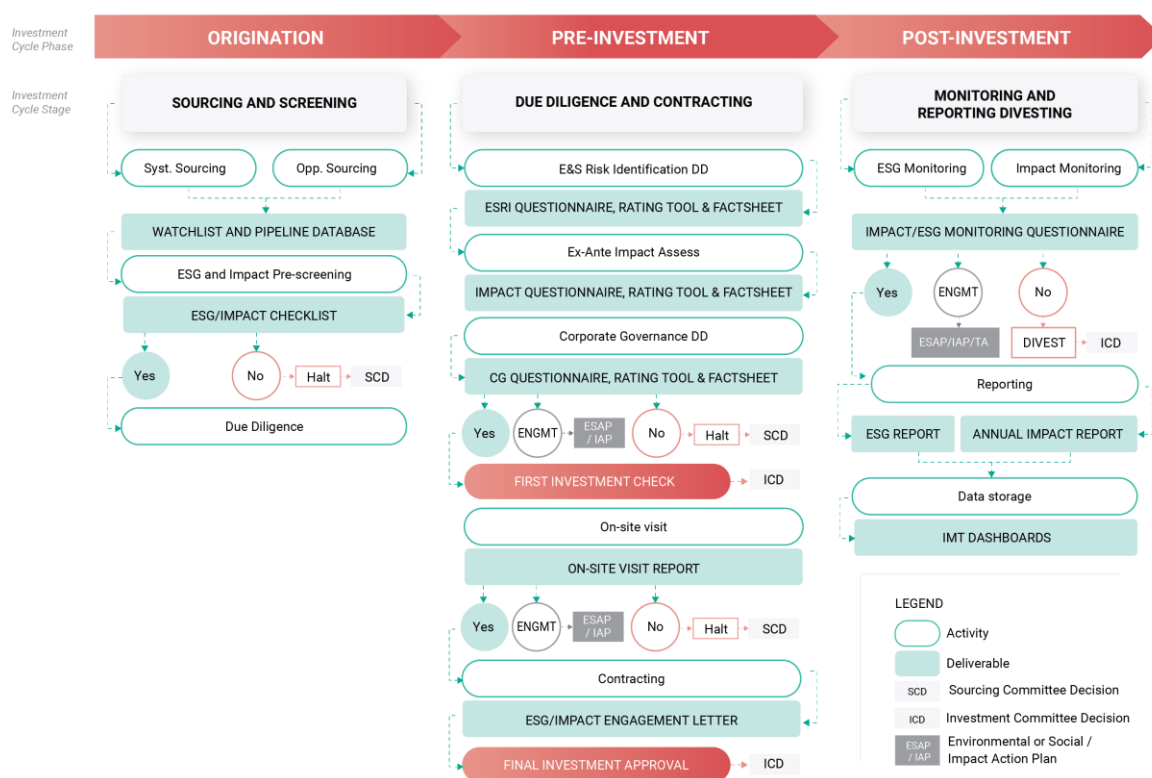 Investment
Cycle Phase
ORIGINATION
PRE-INVESTMENT
POST-INVESTMENT
Investment
Cycle Stage
SOURCING AND SCREENING
Syst. Sourcing
Opp. Sourcing
WATCHLIST AND PIPELINE DATABASE
ESG and Impact Pre-screening
ESG/IMPACT CHECKLIST
Yes
No
Halt
SCD
Due Diligence
DUE DILIGENCE AND CONTRACTING
E&S Risk Identification DD
ESRI QUESTIONNAIRE, RATING TOOL & FACTSHEET
Ex-Ante Impact Assess
IMPACT QUESTIONNAIRE, RATING TOOL & FACTSHEET
Corporate Governance DD
CG QUESTIONNAIRE, RATING TOOL & FACTSHEET
Yes
ENGMT
ESAP
/ IAP
No
Halt
SCD
FIRST INVESTMENT CHECK
ICD
On-site visit
ON-SITE VISIT REPORT
Yes
ENGMT
ESAP
/ IAP
No
Halt
SCD
Contracting
ESG/IMPACT ENGAGEMENT LETTER
FINAL INVESTMENT APPROVAL
ICD
MONITORING AND
REPORTING DIVESTING
ESG Monitoring
Impact Monitoring
IMPACT/ESG MONITORING QUESTIONNAIRE
Yes
ENGMT
No
ESAP/IAP/TA
DIVEST
ICD
Reporting
ESG REPORT
ANNUAL IMPACT REPORT
Data storage
IMT DASHBOARDS
LEGEND
Activity
Deliverable
SCD
Sourcing Committee Decision
ICD
Investment Committee Decision
ESAP
/ IAP
Environmental or Social /
Impact Action Plan